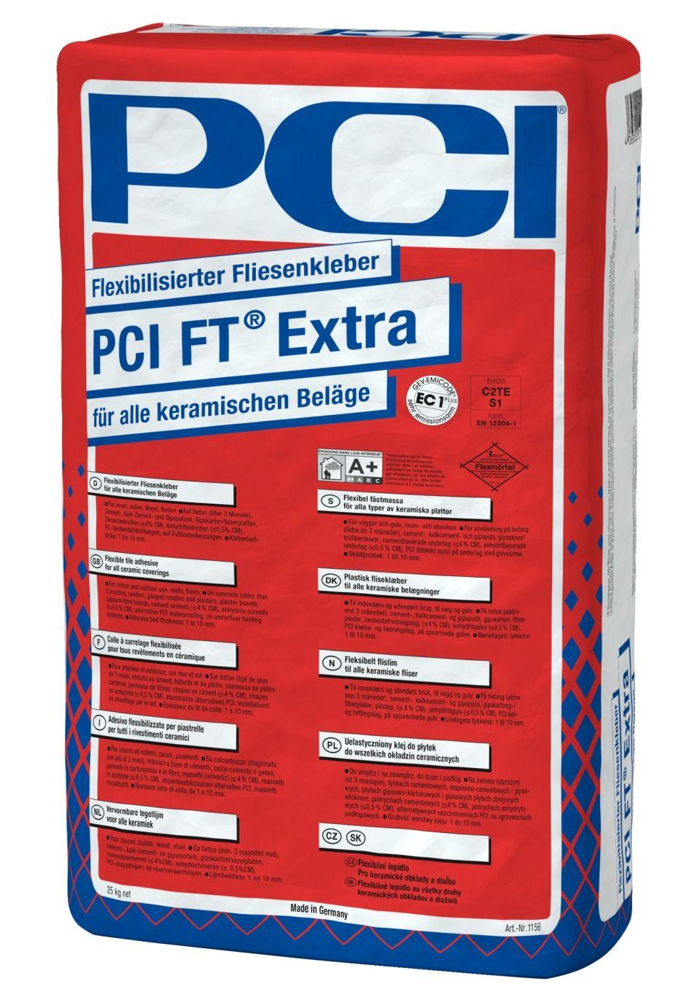 PCI®
Flexibilisierter Fliesenkleber
PCI FT® Extra
für alle keramischen Beläge
GEV-EMICODE®
EC 1 PLUS
sehr emissionsarm
Erfüllt
C2TE
S1
nach
EN 12004-1
ÉMISSIONS DANS L'AIR INTÉRIEUR*
A+
A+ A B C
Flexmörtel
D Flexibilisierter Fliesenkleber
für alle keramischen Beläge
● Für innen, außen, Wand, Boden. ● Auf Beton (älter 3 Monate),
Zement-, Kalk-Zement- und Gipsputzen, Gipskarton/faserplatten,
Zementestrichen (≤4% CM), Anhydritestrichen (≤0,5% CM),
PCI-Verbundabdichtungen, auf Fußbodenheizungen. ● Kleberbett-
dicke: 1 bis 10 mm.
GB Flexible tile adhesive
for all ceramic coverings
● For indoor and outdoor use, walls, floors. ● On concrete (older than
3 months), renders, gauged renders and plasters, plaster boards,
gypsum fibre boards, cement screeds (≤ 4% CM), anhydrite screeds
(≤ 0.5% CM), alternative PCI waterproofing; on underfloor heating
systems. ● Adhesive bed thickness: 1 to 10 mm.
F Colle à carrelage flexibilisée
pour tous revêtements en céramique
● Pour intérieur et extérieur, sur mur et sol. ● Sur béton (âgé de plus
de 3 mois), enduits au ciment, bâtards et au plâtre, panneaux de plâtre
cartonné, panneaux de fibres, chapes en ciment (≤ 4% CM), chapes
en anhydrite (≤ 0,5% CM), étanchéités alternatives PCI; installations
de chauffage par le sol. ● Epaisseur du lit de colle: 1 à 10 mm.
I Adesivo flessibilizzato per piastrelle
per tutti i rivestimenti ceramici
● Per interni ed esterni, pareti, pavimenti. ● Su calcestruzzo (stagionato
per più di 3 mesi), intonaci a base di cemento, calce-cemento e gesso,
pannelli in cartongesso e in fibre, massetti cementizi (≤ 4% CM), massetti
in anidride (≤ 0,5% CM), impermeabilizzazioni alternative PCI, massetti
riscaldanti. ● Spessore letto di colla: da 1 a 10 mm.
NL Vervormbare tegellijm
voor alle keramiek
● Voor binnen, buiten, wand, vloer. ● Op beton (min. 3 maanden oud),
cement-, kalk-cement- en gipsmortels, gipskarton/vezelplaten,
cementdekvloeren (≤ 4%CM), anhydrietvloeren (≤ 0,5%CM),
PCI-afdichtingen; op vloerverwarmingen. ● Lijmbeddikte: 1 tot 10 mm.
25 kg net
S Flexibel fästmassa
för alla typer av keramiska plattor
● För väggar och golv, inom- och utomhus. ● För användning på betong
(äldre än 3 månader), cement-, kalkcement- och gipsputs, gipsskivor/
träfiberskivor, cementbaserade underlag (≤ 4% CM), anhydritbaserade
underlag (≤0,5% CM), PCI tätskikt samt på underlag med golvvärme.
● Skikttjocklek: 1 till 10 mm.
DK Plastisk fliseklæber
til alle keramiske belægninger
● Til indendørs og udendørs brug, til væg og gulv. ● På beton (ældre
end 3 måneder), cement-, kalkcement- og gipspuds, gipskarton-/fiber-
plader, cementafretningslag, (≤4% CM), anhydritgulve (≤0,5% CM),
PCI klæbe- og tætningslag, på opvarmede gulve. ● Mørtellagets tykkelse:
1 til 10 mm.
N Fleksibelt flislim
til alle keramiske fliser
● Til innendørs og utendørs bruk, til vegg og gulv. ● På betong (eldre
enn 3 måneder), sement-, kalksement- og gipspuss, gipskartong-/
fiberplater, påstøp, (≤ 4% CM), anhydrittgulv (≤ 0,5% CM), PCI lim-
og tettingslag, på oppvarmede gulv. ● Limlagets tykkelse: 1 til 10 mm.
PL Uelastyczniony klej do płytek
do wszelkich okładzin ceramicznych
● Do wnętrz i na zewnątrz, do ścian i podłóg. ● Na betonie (starszym
niż 3 miesiące), tynkach cementowych, wapienno-cementowych i gipso-
wych, płytach gipsowo-kartonowych i gipsowych płytach zbrojonych
włóknem, jastrychach cementowych (≤4% CM), jastrychach anhydryto-
wych (≤0,5% CM), alternatywnych uszczelnieniach PCI; na ogrzewaniach
podłogowych. ● Grubość warstwy kleju: 1 do 10 mm.
CZ SK
CZ Flexibilní lepidlo
Pro keramické obklady a dlažbu
SK Flexibilné lepidlo na všetky druhy
keramických obkladov a dlažieb
Made in Germany
Art.-Nr. 1156
PCI
Flexibilisierter Fliesenkleber
PCI FT® Extra